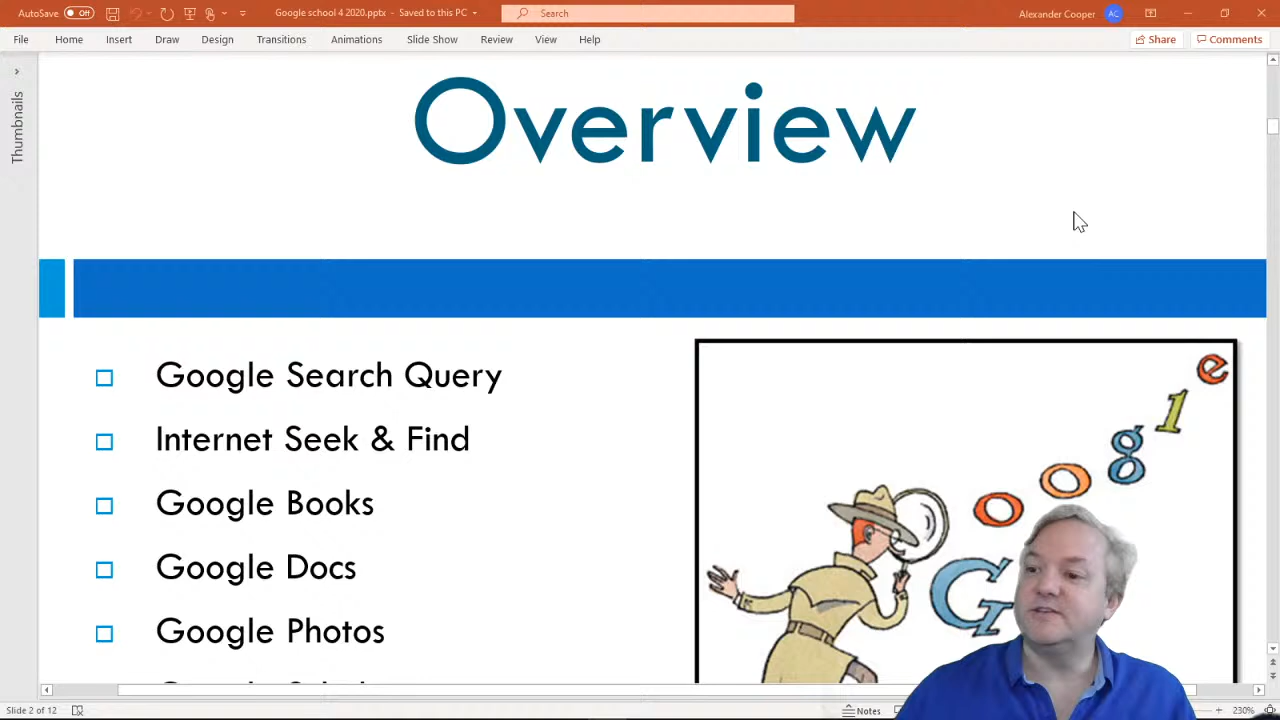 AutoSave Off Google school 4 2020.pptx - Saved to this PC Search Alexander Cooper AC
File Home Insert Draw Design Transitions Animations Slide Show Review View Help Share Comments
Thumbnails
Overview
Google Search Query
Internet Seek & Find
Google Books
Google Docs
Google Photos
Google
Slide 2 of 12 Notes 230%